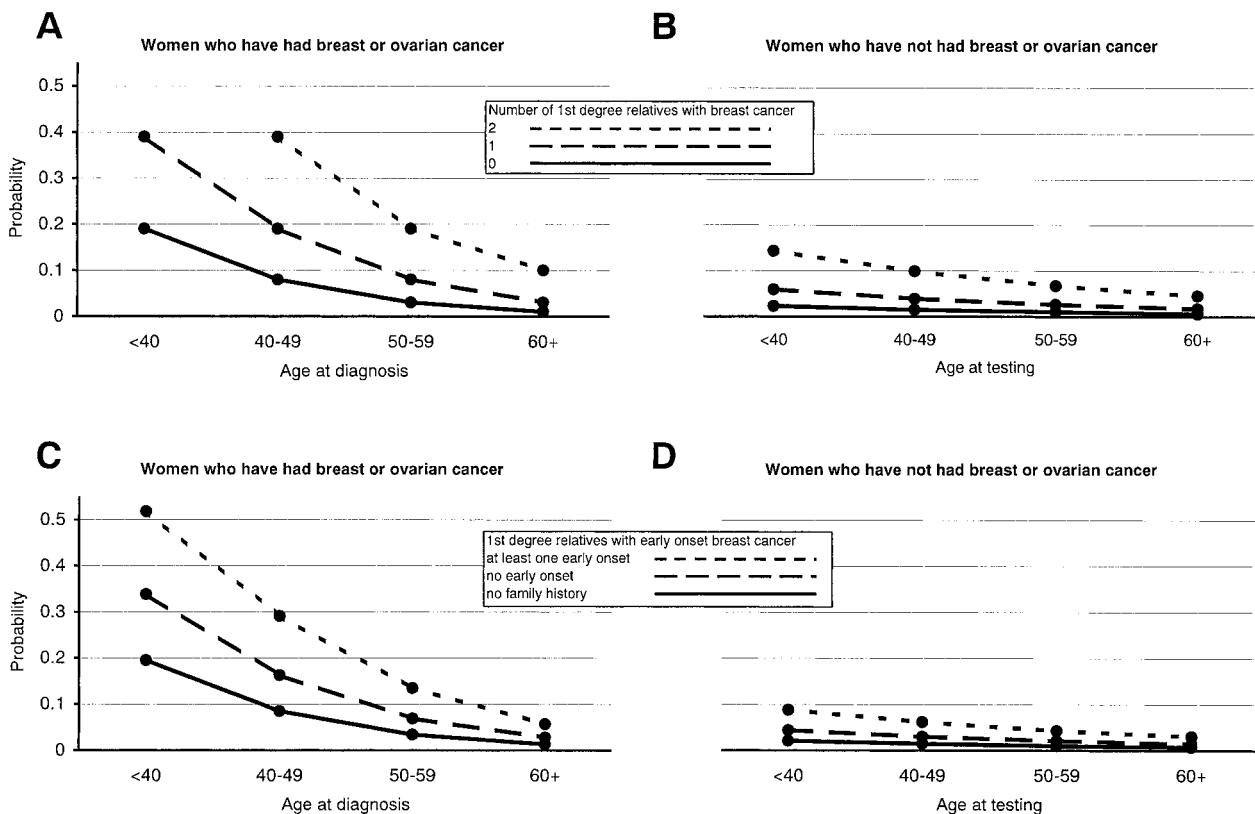 A
Women who have had breast or ovarian cancer
B
Women who have not had breast or ovarian cancer
Probability
0.5
0.4
0.3
0.2
0.1
0
Number of 1st degree relatives with breast cancer
2
1
0
<40
40-49
50-59
60+
Age at diagnosis
<40
40-49
50-59
60+
Age at testing
C
Women who have had breast or ovarian cancer
D
Women who have not had breast or ovarian cancer
Probability
0.5
0.4
0.3
0.2
0.1
0
1st degree relatives with early onset breast cancer
at least one early onset
no early onset
no family history
<40
40-49
50-59
60+
Age at diagnosis
<40
40-49
50-59
60+
Age at testing